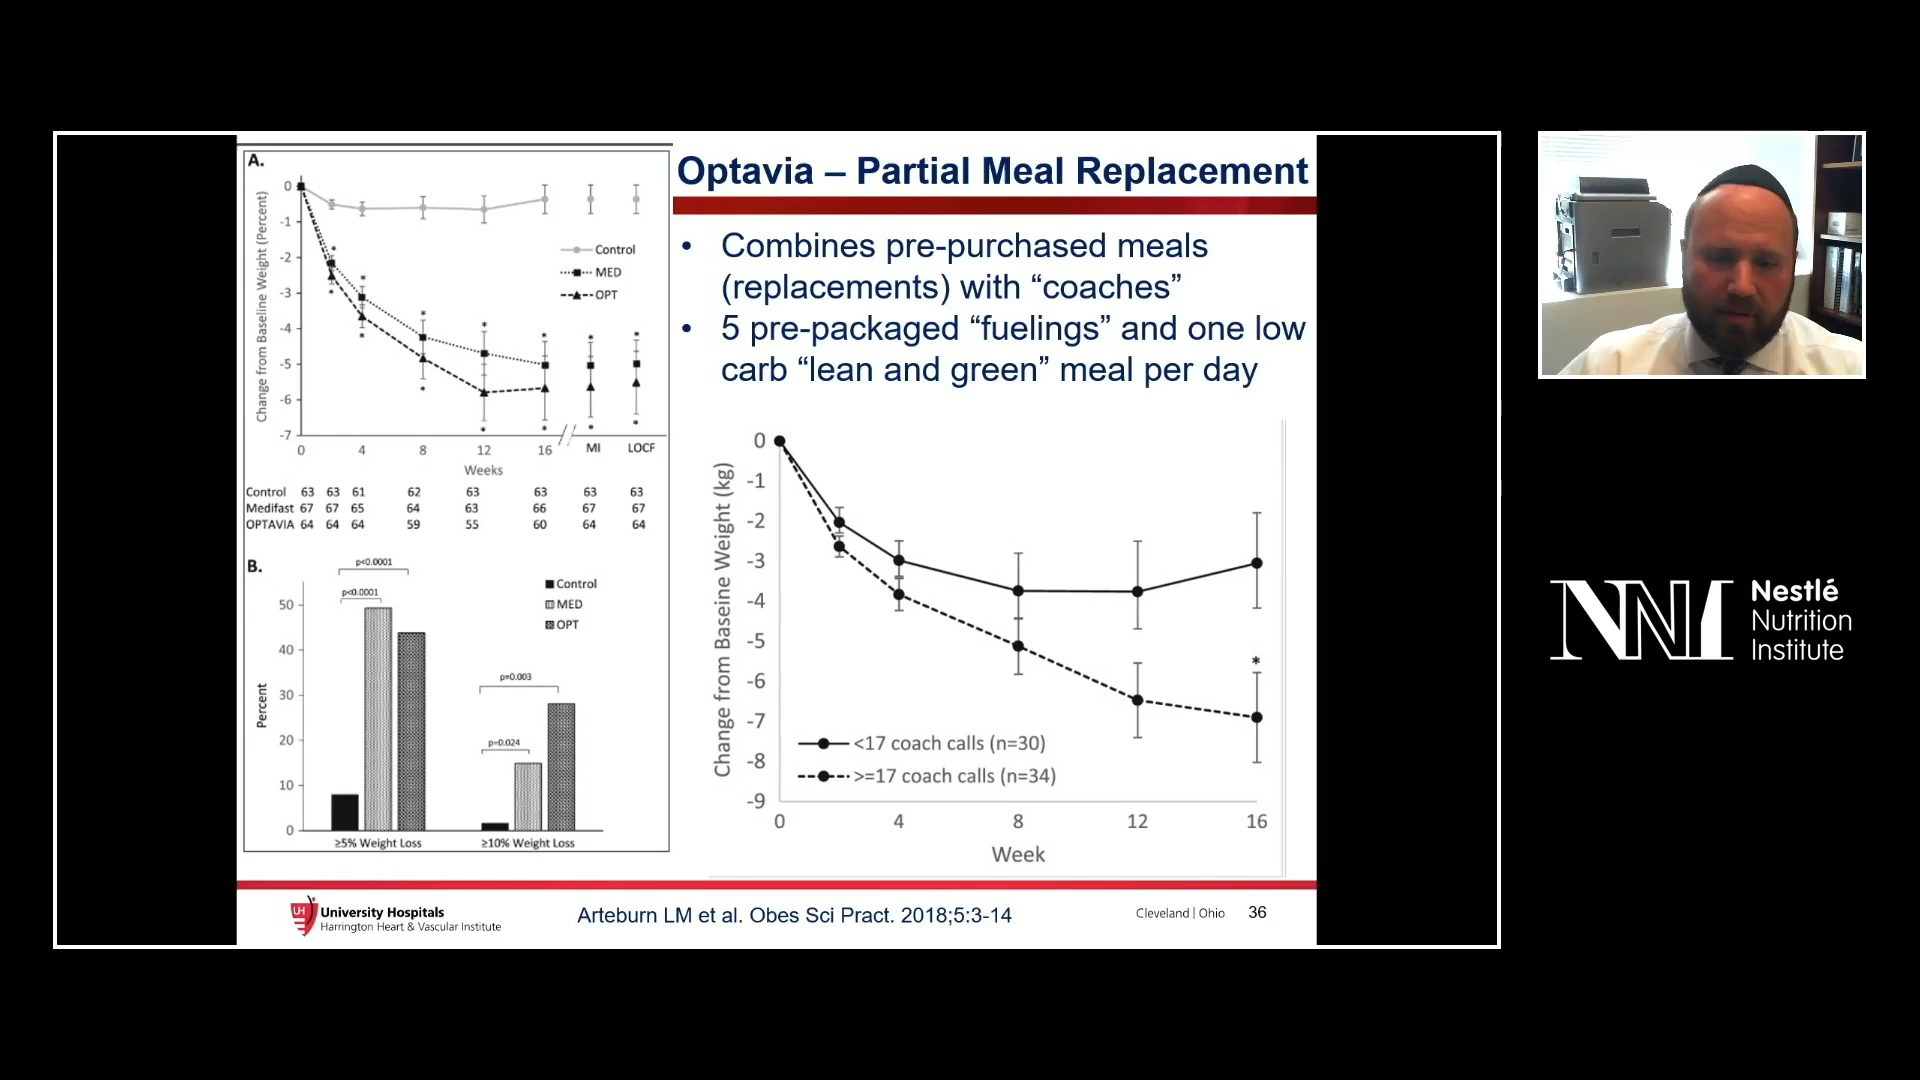 A.
Change from Baseline Weight (Percent)
0
-1
-2
-3
-4
-5
-6
-7
Control
MED
OPT
0 4 8 12 16 MI LOCF
Weeks
Control 63 63 61 62 63 63 63 63
Medifast 67 67 65 64 63 66 67 67
OPTAVIA 64 64 64 59 55 60 64 64
B.
Percent
50
40
30
20
10
0
p<0.0001
p<0.0001
p=0.003
p=0.024
Control
MED
OPT
≥5% Weight Loss ≥10% Weight Loss
Optavia – Partial Meal Replacement
• Combines pre-purchased meals
(replacements) with “coaches”
• 5 pre-packaged “fuelings” and one low
carb “lean and green” meal per day
Change from Baseine Weight (kg)
0
-1
-2
-3
-4
-5
-6
-7
-8
-9
*
<17 coach calls (n=30)
>=17 coach calls (n=34)
0 4 8 12 16
Week
UH
University Hospitals
Harrington Heart & Vascular Institute
Arteburn LM et al. Obes Sci Pract. 2018;5:3-14
Cleveland | Ohio 36
NNI
Nestlé
Nutrition
Institute